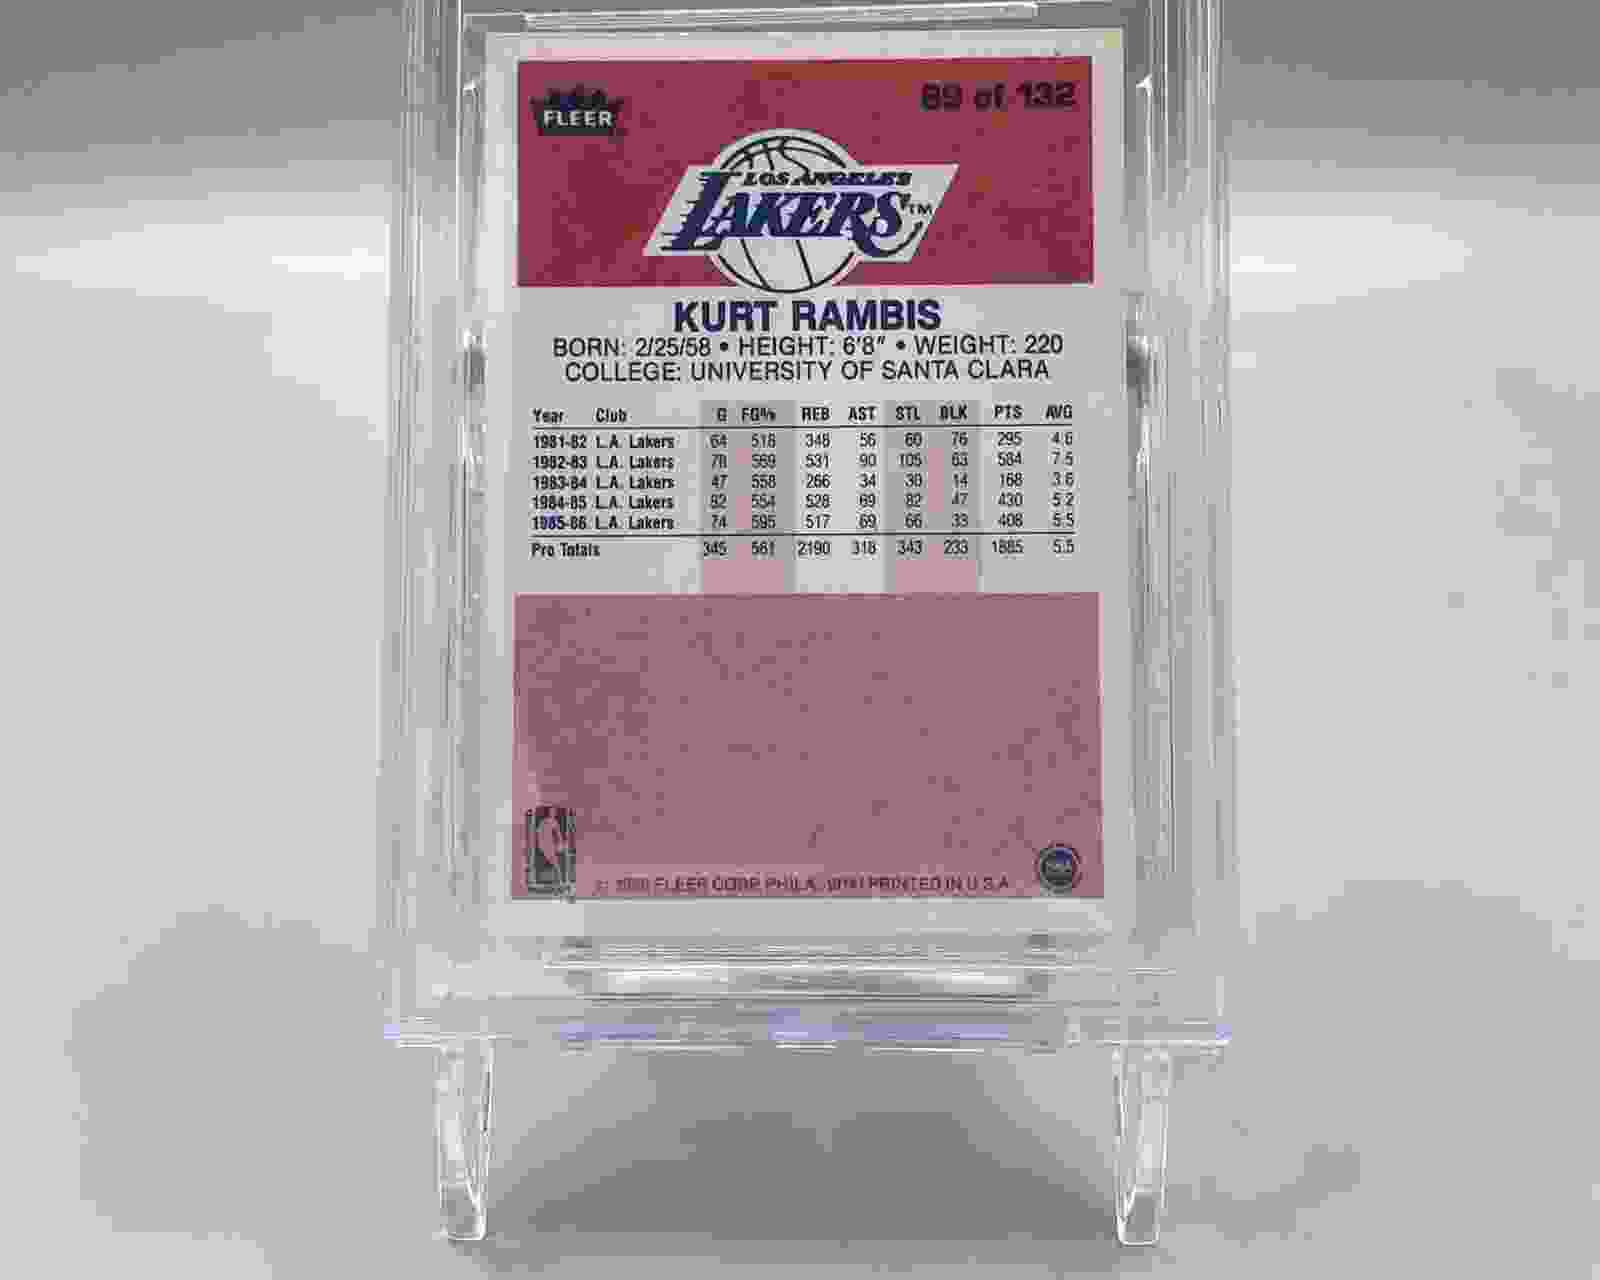 FLEER
89 of 132
LOS ANGELES
LAKERS™
KURT RAMBIS
BORN: 2/25/58 • HEIGHT: 6'8" • WEIGHT: 220
COLLEGE: UNIVERSITY OF SANTA CLARA
Year Club G FG% REB AST STL BLK PTS AVG
1981-82 L.A. Lakers 64 518 348 56 60 76 295 4.6
1982-83 L.A. Lakers 78 569 531 90 105 63 584 7.5
1983-84 L.A. Lakers 47 558 266 34 30 14 168 3.6
1984-85 L.A. Lakers 82 554 528 69 82 47 430 5.2
1985-86 L.A. Lakers 74 595 517 69 66 33 408 5.5
Pro Totals 345 561 2190 318 343 233 1885 5.5
FLEER CORP. PHILA., PRINTED IN U.S.A.